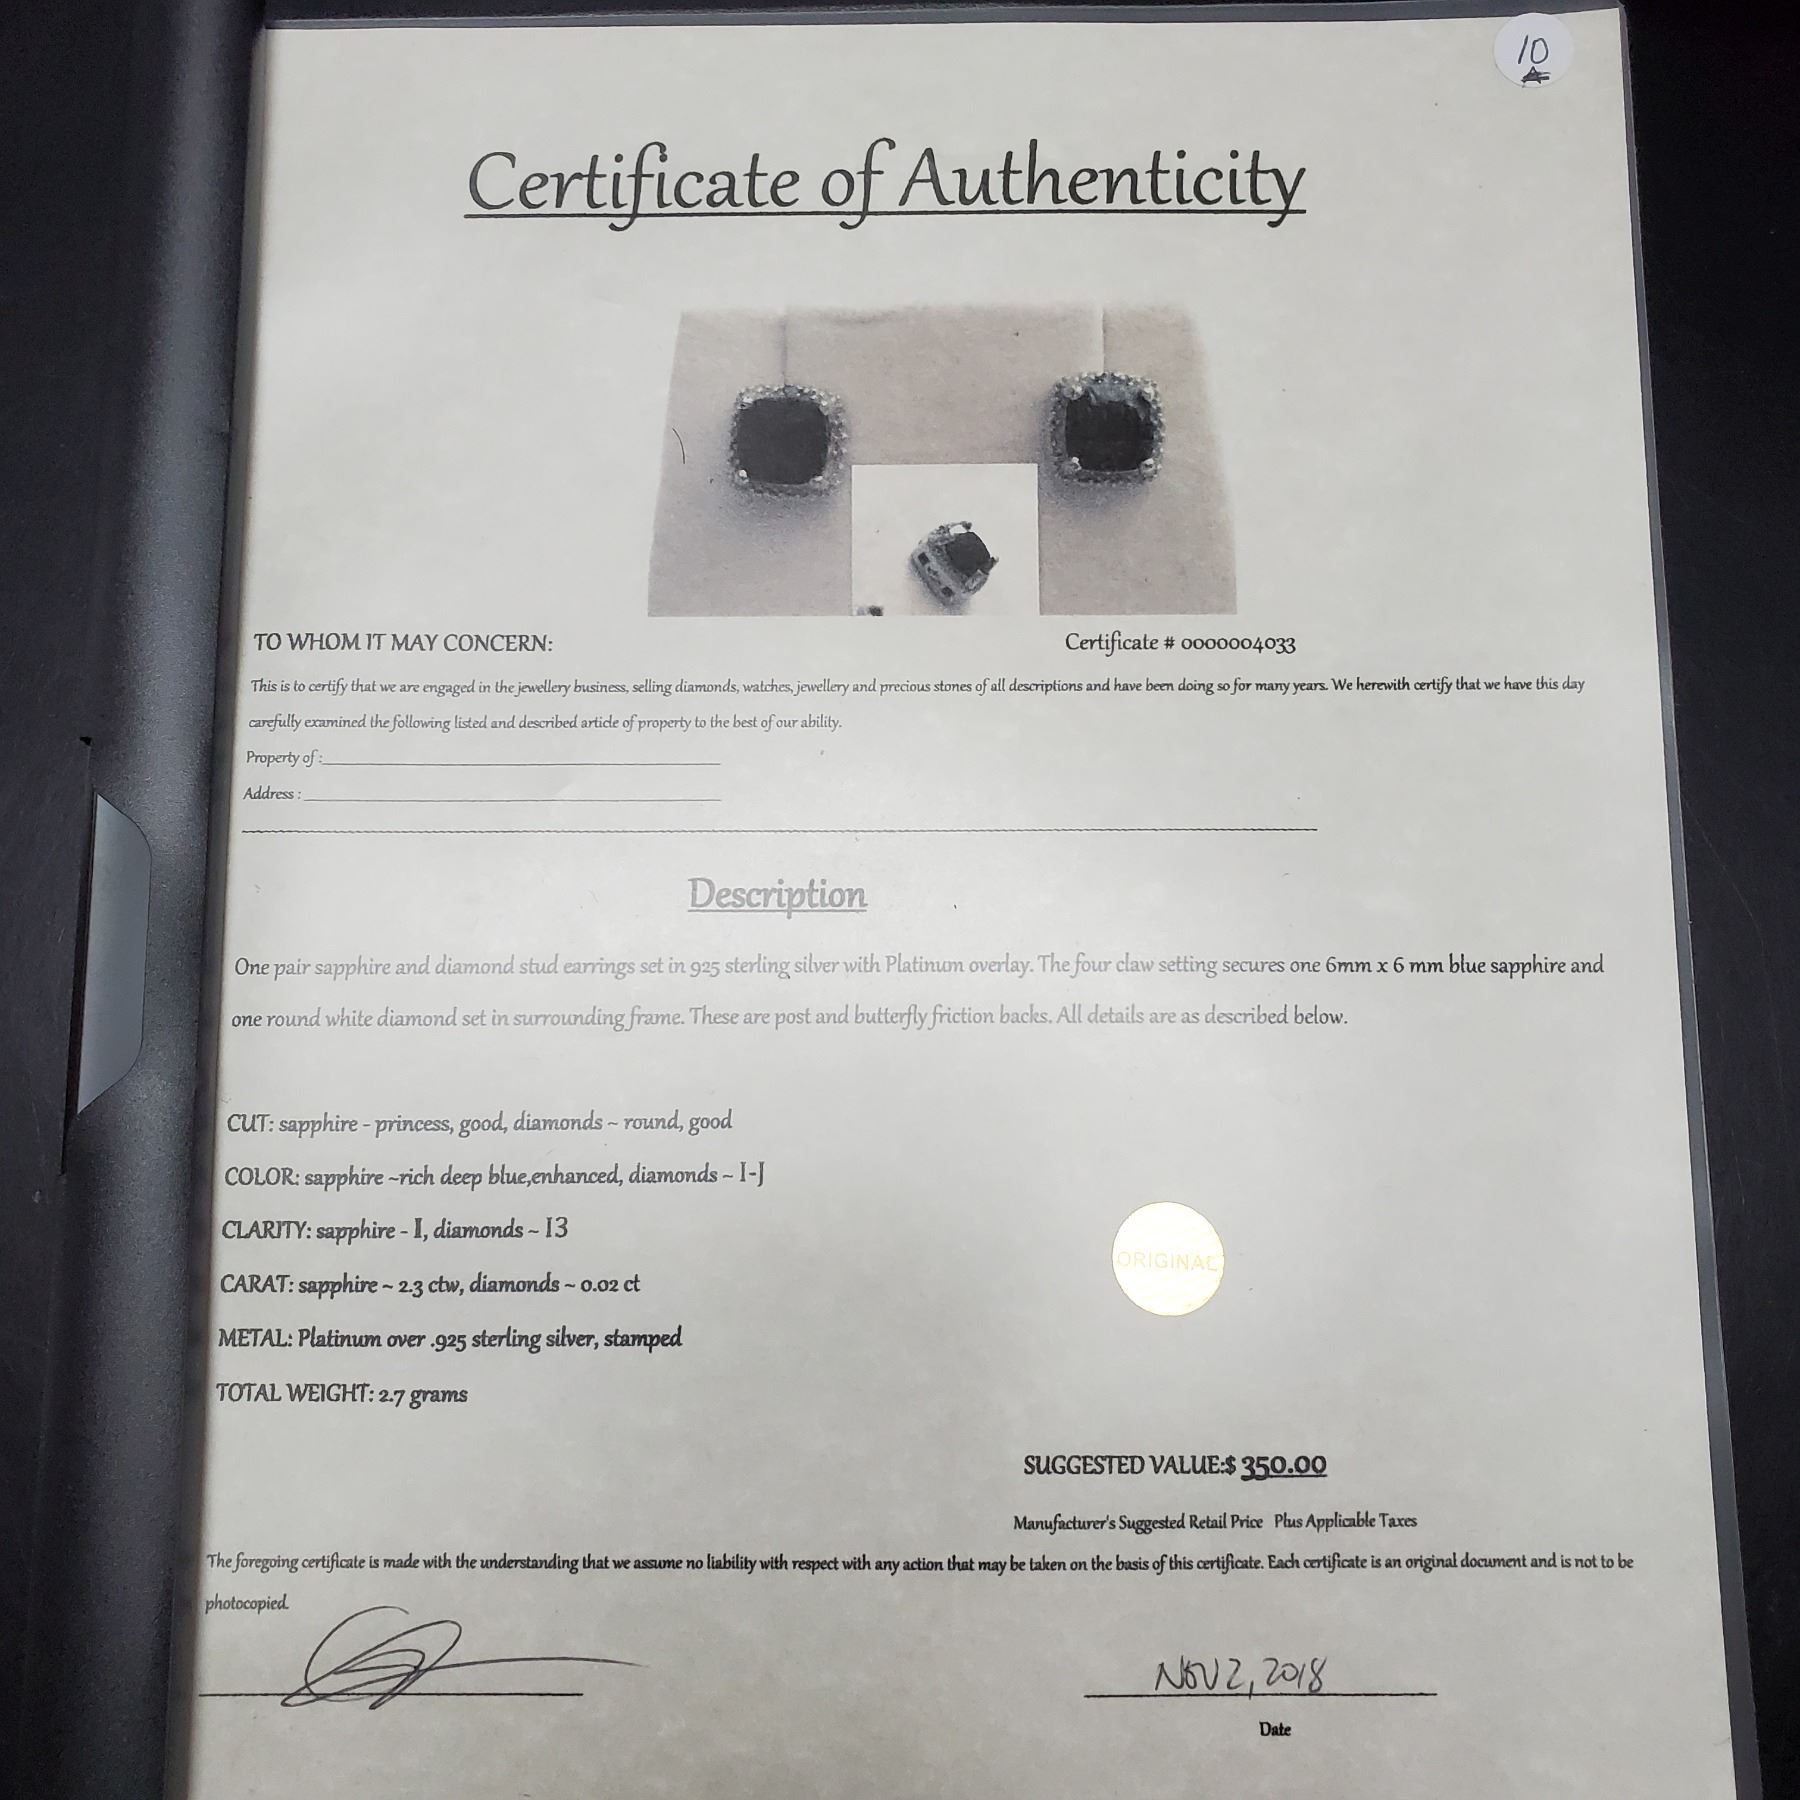 10
Certificate of Authenticity
TO WHOM IT MAY CONCERN:
Certificate # 0000004033
This is to certify that we are engaged in the jewellery business, selling diamonds, watches, jewellery and precious stones of all descriptions and have been doing so for many years. We herewith certify that we have this day
carefully examined the following listed and described article of property to the best of our ability.
Property of :
Address :
Description
One pair sapphire and diamond stud earrings set in 925 sterling silver with Platinum overlay. The four claw setting secures one 6mm x 6 mm blue sapphire and
one round white diamond set in surrounding frame. These are post and butterfly friction backs. All details are as described below.
CUT: sapphire - princess, good, diamonds ~ round, good
COLOR: sapphire ~rich deep blue,enhanced, diamonds ~ I-J
CLARITY: sapphire - I, diamonds ~ I3
CARAT: sapphire ~ 2.3 ctw, diamonds ~ 0.02 ct
METAL: Platinum over .925 sterling silver, stamped
TOTAL WEIGHT: 2.7 grams
ORIGINAL
SUGGESTED VALUE:$ 350.00
Manufacturer's Suggested Retail Price Plus Applicable Taxes
The foregoing certificate is made with the understanding that we assume no liability with respect with any action that may be taken on the basis of this certificate. Each certificate is an original document and is not to be
photocopied.
NOV 2, 2018
Date